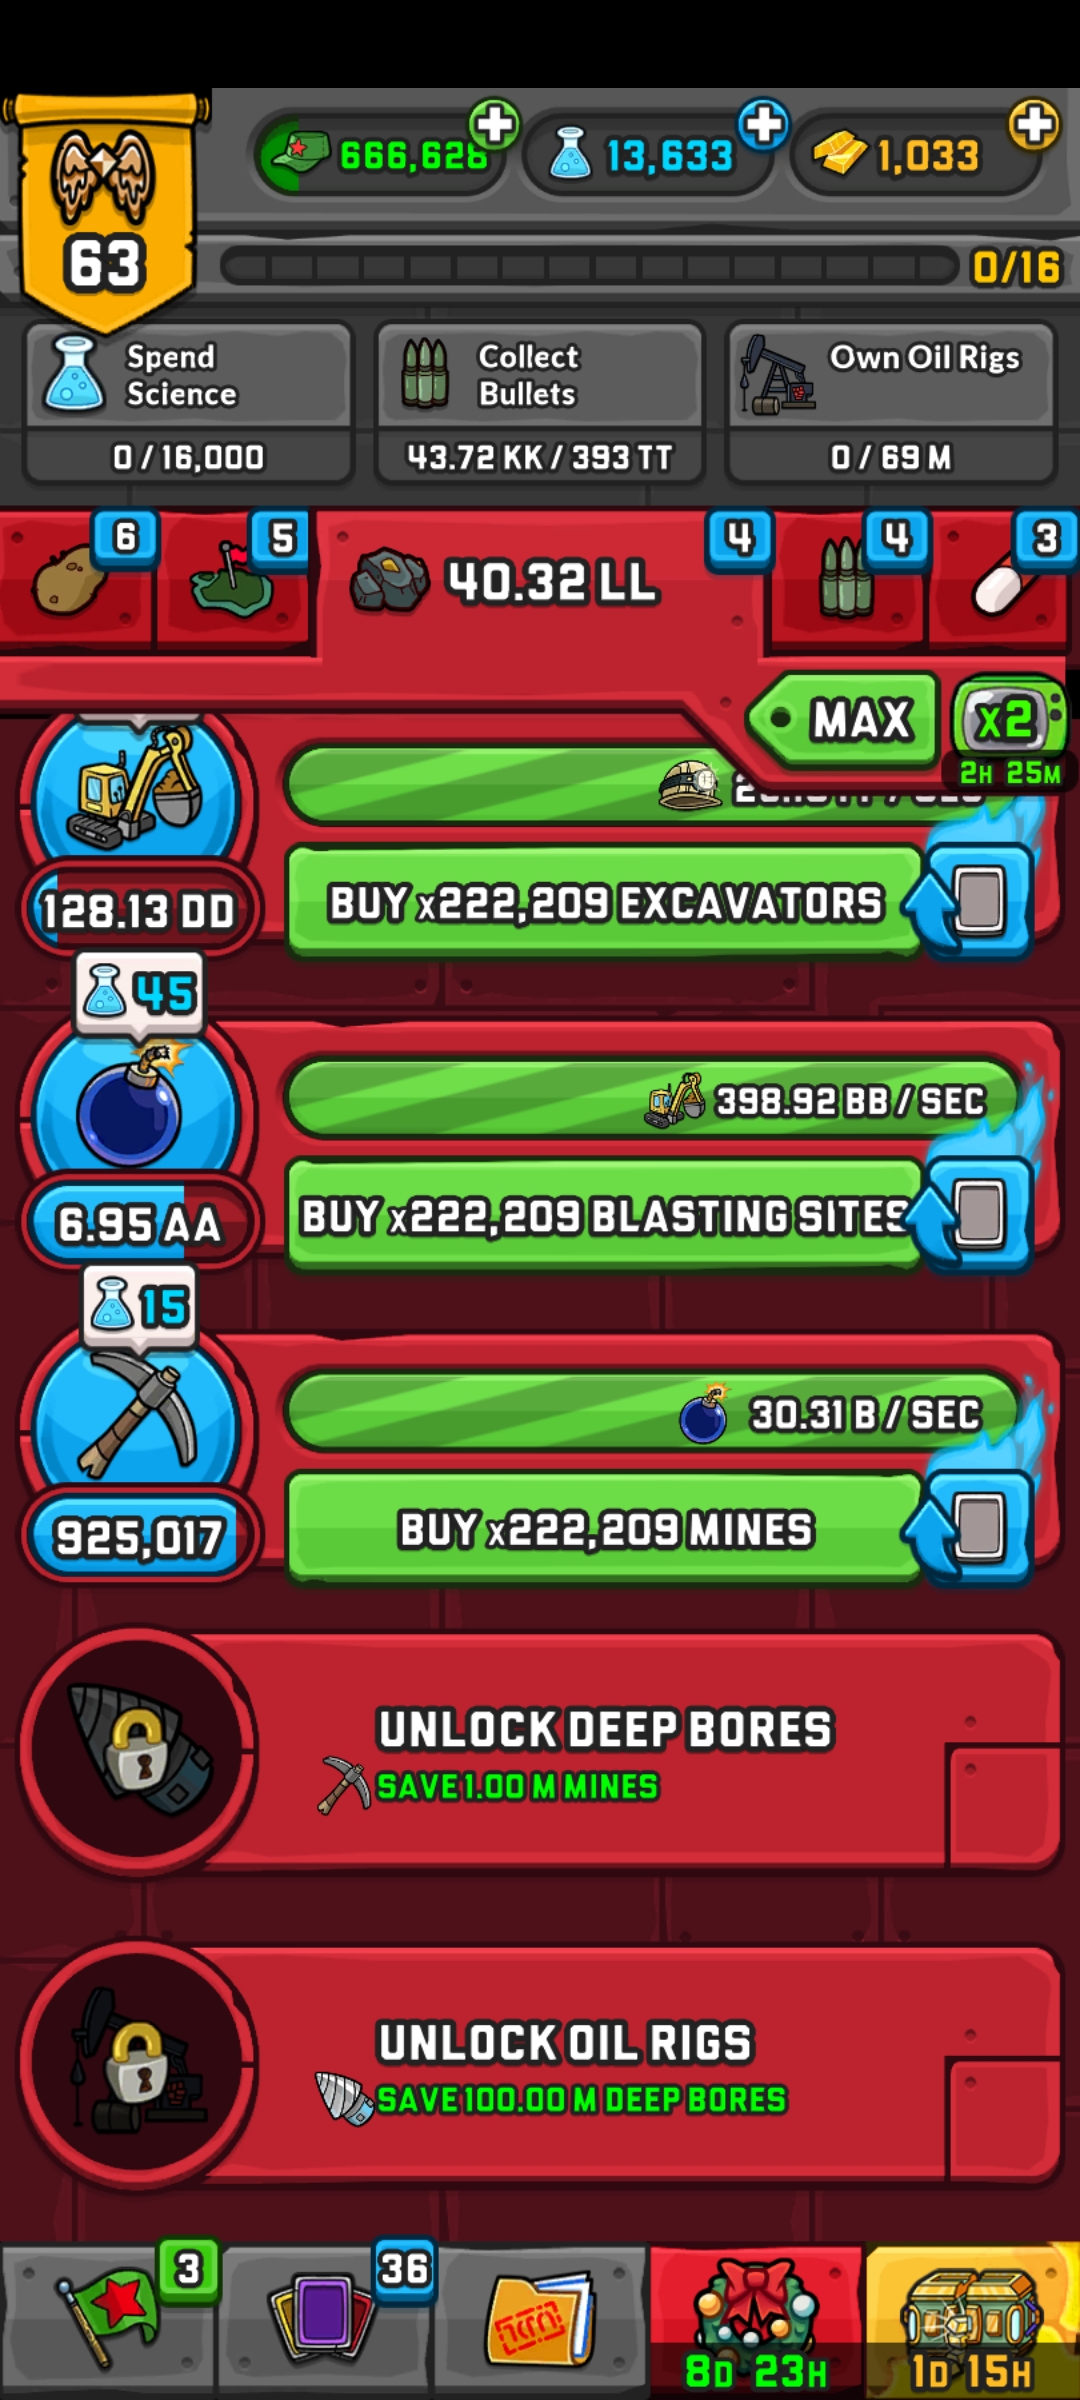 666,628
13,633
1,033
63
0/16
Spend
Science
0 / 16,000
Collect
Bullets
43.72 KK / 393 TT
Own Oil Rigs
0 / 69 M
6
5
40.32 LL
4
4
3
MAX
x2
2H 25M
128.13 DD
BUY x222,209 EXCAVATORS
45
398.92 BB / SEC
6.95 AA
BUY x222,209 BLASTING SITES
15
30.31 B / SEC
925,017
BUY x222,209 MINES
UNLOCK DEEP BORES
SAVE 1.00 M MINES
UNLOCK OIL RIGS
SAVE 100.00 M DEEP BORES
3
36
8D 23H
1D 15H